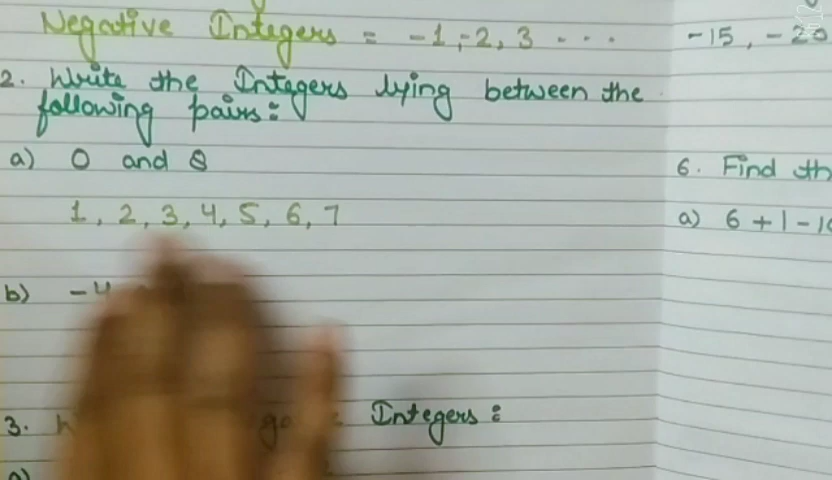 Negative Integers = -1, -2, 3 ...
2. Write the Integers lying between the
following pairs:
a) 0 and 8
1, 2, 3, 4, 5, 6, 7
b) -4
3. Integers:
a)
-15, -20
6. Find th
a) 6 + 1 - 10